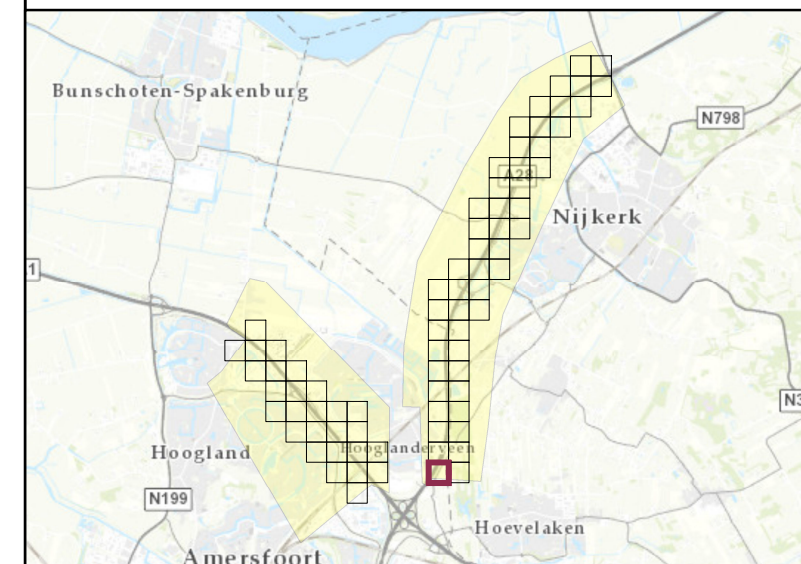 Bunschoten-Spakenburg
N798
A28
Nijkerk
1
N3
Hooglanderveen
Hoogland
N199
Hoevelaken
Amersfoort